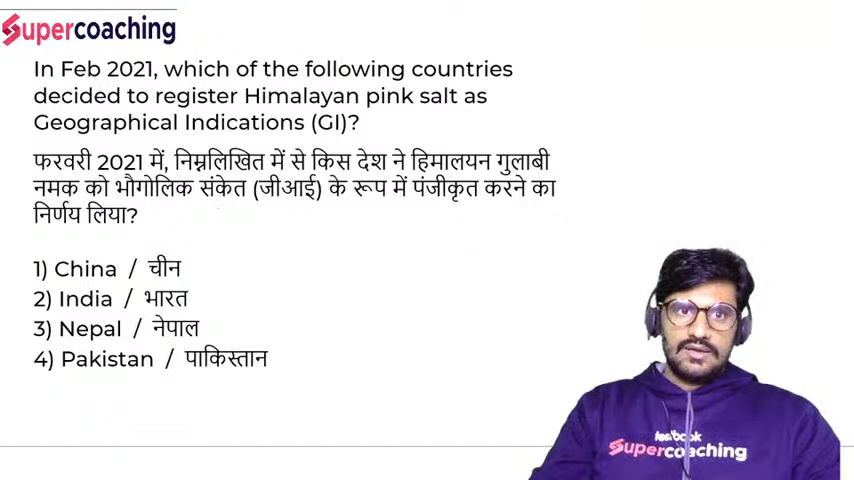 Supercoaching
In Feb 2021, which of the following countries
decided to register Himalayan pink salt as
Geographical Indications (GI)?
फरवरी 2021 में, निम्नलिखित में से किस देश ने हिमालयन गुलाबी
नमक को भौगोलिक संकेत (जीआई) के रूप में पंजीकृत करने का
निर्णय लिया?
1) China / चीन
2) India / भारत
3) Nepal / नेपाल
4) Pakistan / पाकिस्तान
testbook
Supercoaching